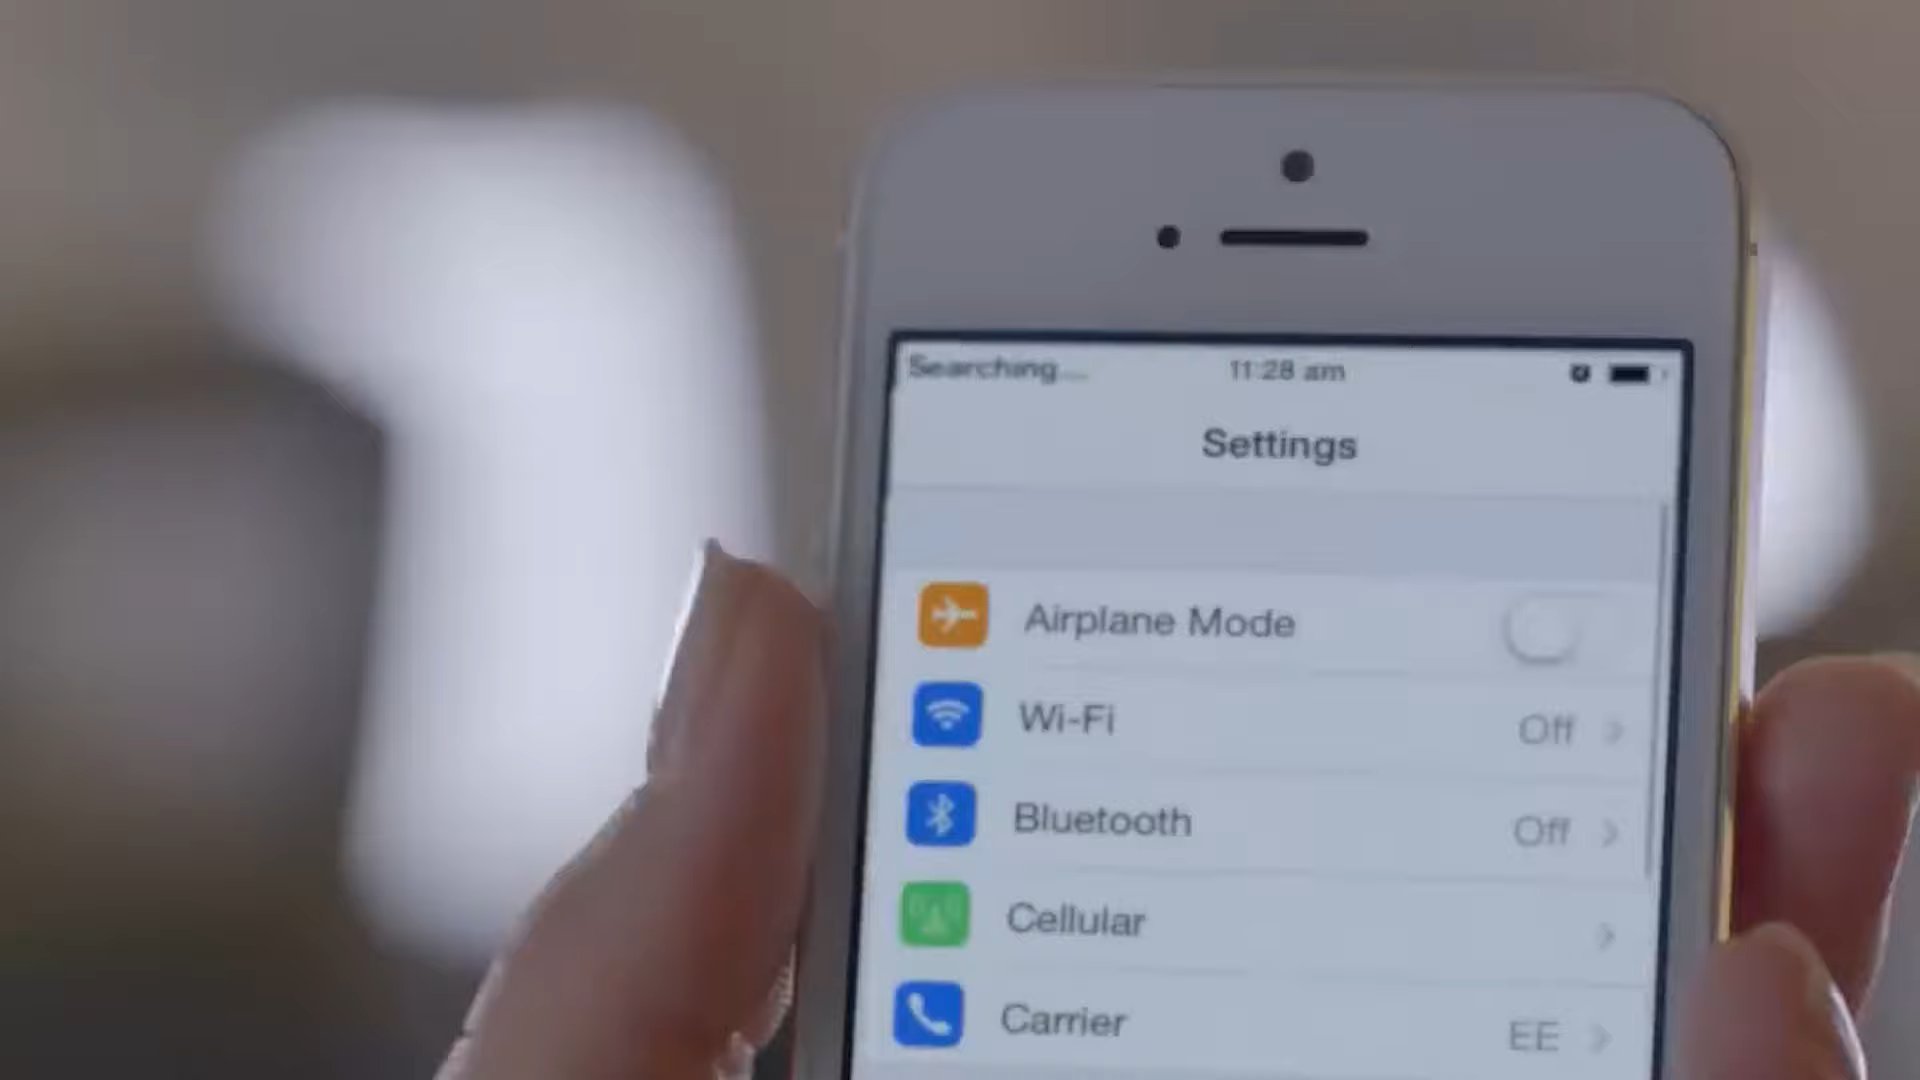 Searching... 11:28 am
Settings
Airplane Mode
Wi-Fi Off
Bluetooth Off
Cellular
Carrier EE